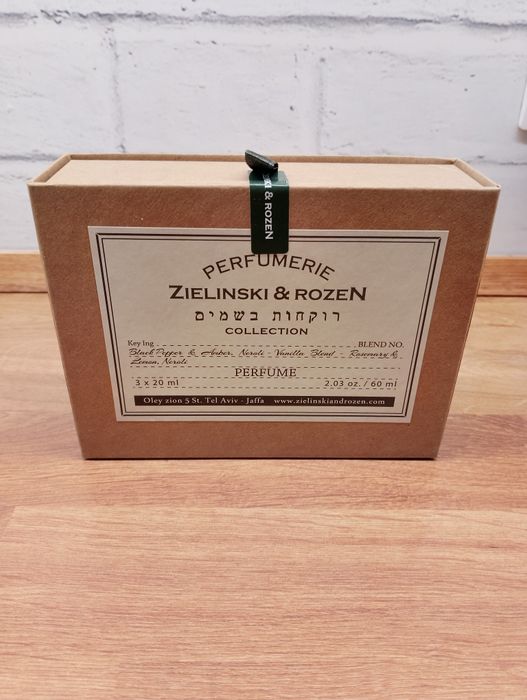 KI & ROZEN
PERFUMERIE
ZIELINSKI & ROZEN
רוקחות בשמים
COLLECTION
Key Ing BLEND NO.
Black Pepper & Amber, Neroli - Vanilla Blend - Rosemary &
Lemon, Neroli
PERFUME
3 x 20 ml 2.03 oz. / 60 ml
Oley zion 5 St. Tel Aviv - Jaffa www.zielinskiandrozen.com